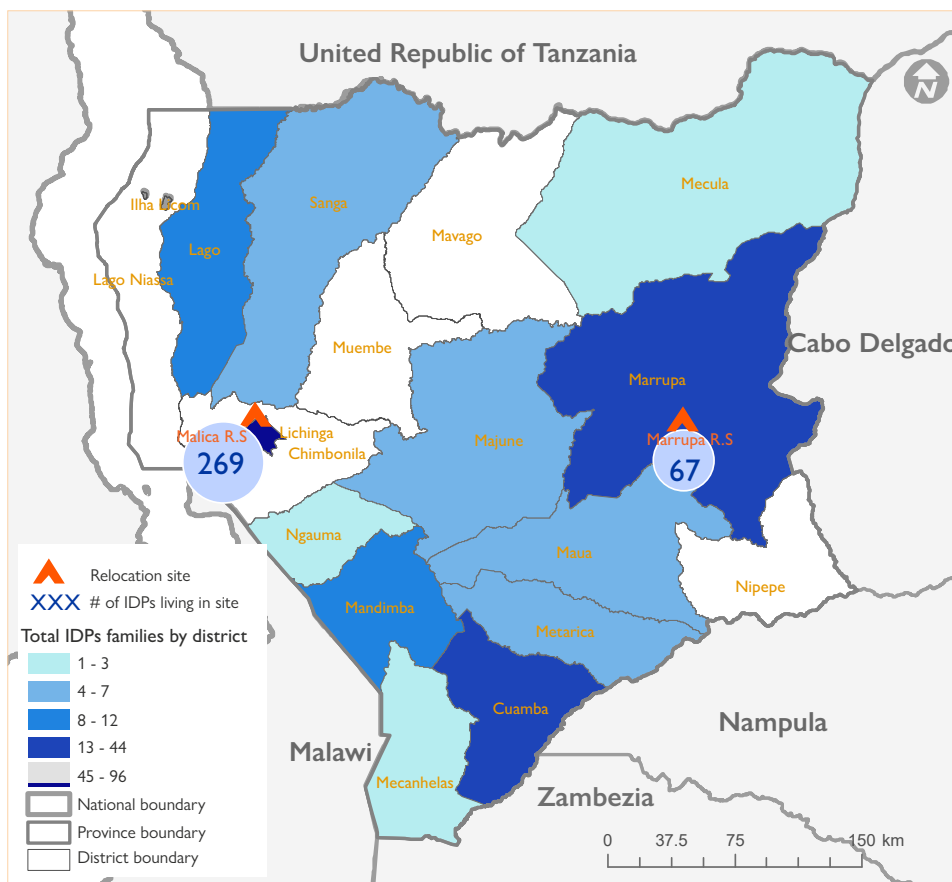 United Republic of Tanzania
N
Mecula
Ilha Licom
Sanga
Mavago
Lago
Lago Niassa
Cabo Delgado
Muembe
Marrupa
Malica R.S
Lichinga
Majune
Marrupa R.S
Chimbonila
269
67
Ngauma
Maua
Nipepe
Mandimba
Metarica
Cuamba
Nampula
Malawi
Mecanhelas
Zambezia
Relocation site
XXX # of IDPs living in site
Total IDPs families by district
1 - 3
4 - 7
8 - 12
13 - 44
45 - 96
National boundary
Province boundary
District boundary
0 37.5 75 150 km